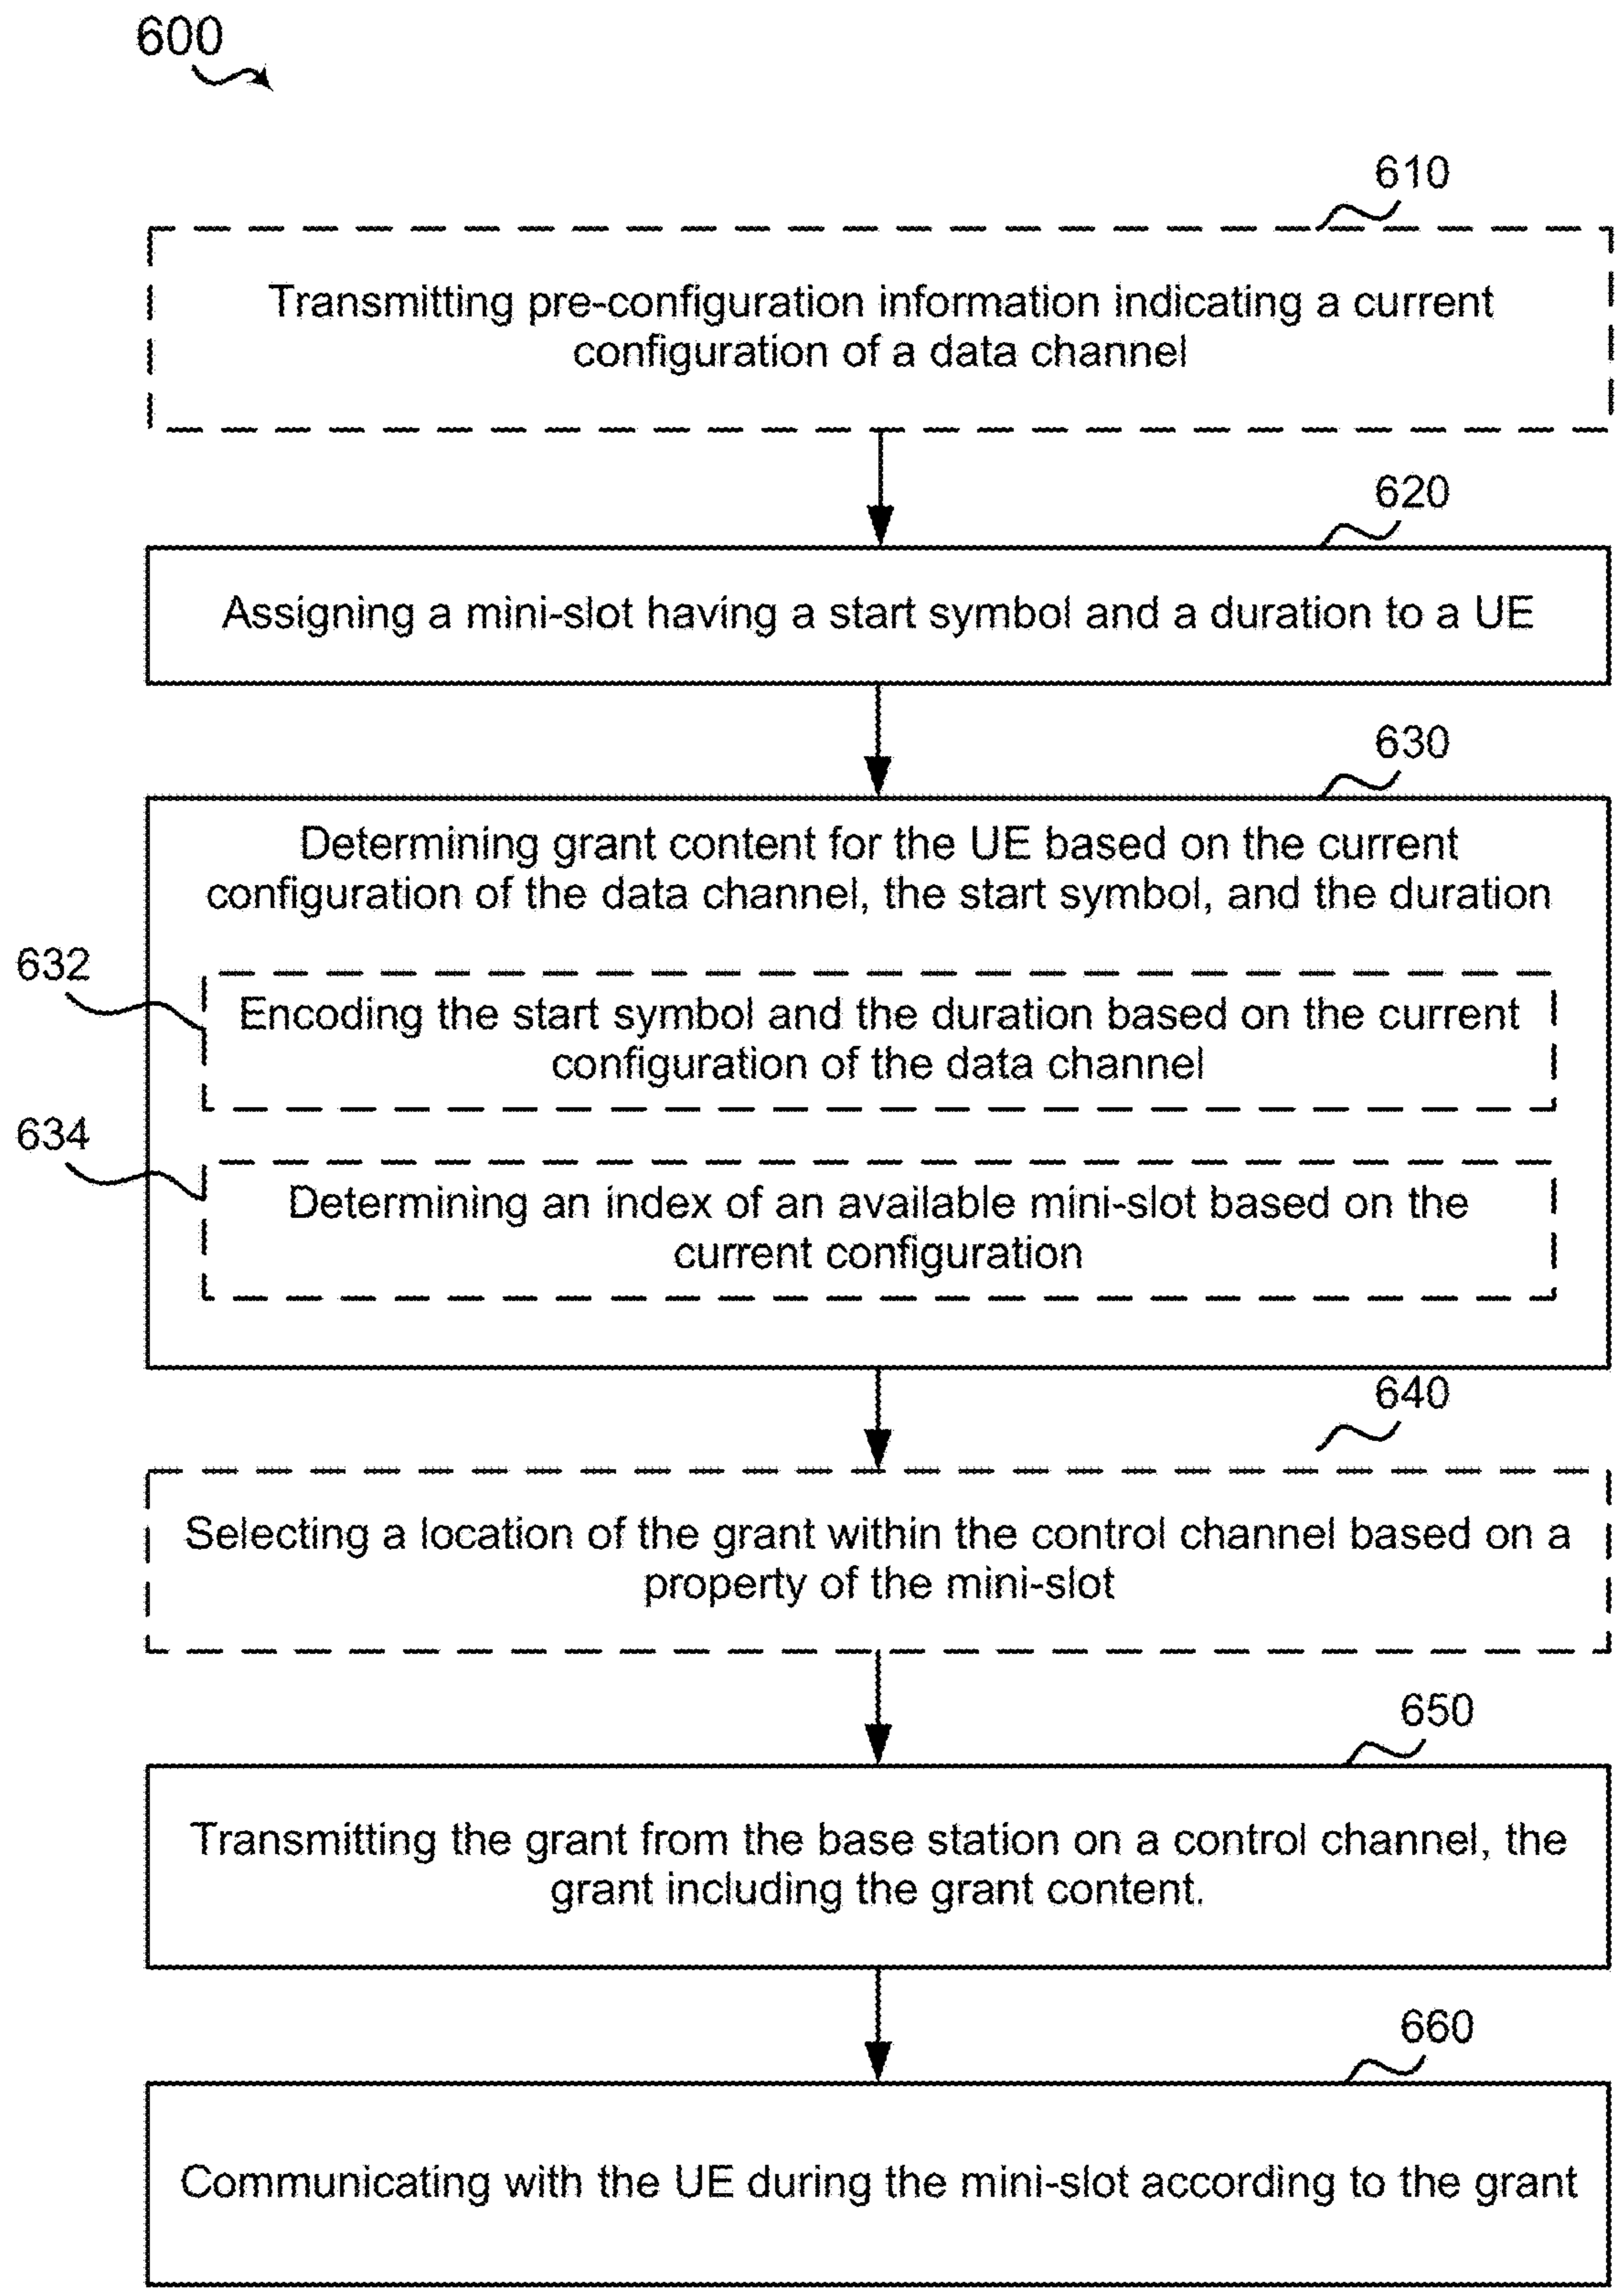 600
610
Transmitting pre-configuration information indicating a current
configuration of a data channel
620
Assigning a mini-slot having a start symbol and a duration to a UE
630
Determining grant content for the UE based on the current
configuration of the data channel, the start symbol, and the duration
632
Encoding the start symbol and the duration based on the current
configuration of the data channel
634
Determining an index of an available mini-slot based on the
current configuration
640
Selecting a location of the grant within the control channel based on a
property of the mini-slot
650
Transmitting the grant from the base station on a control channel, the
grant including the grant content.
660
Communicating with the UE during the mini-slot according to the grant